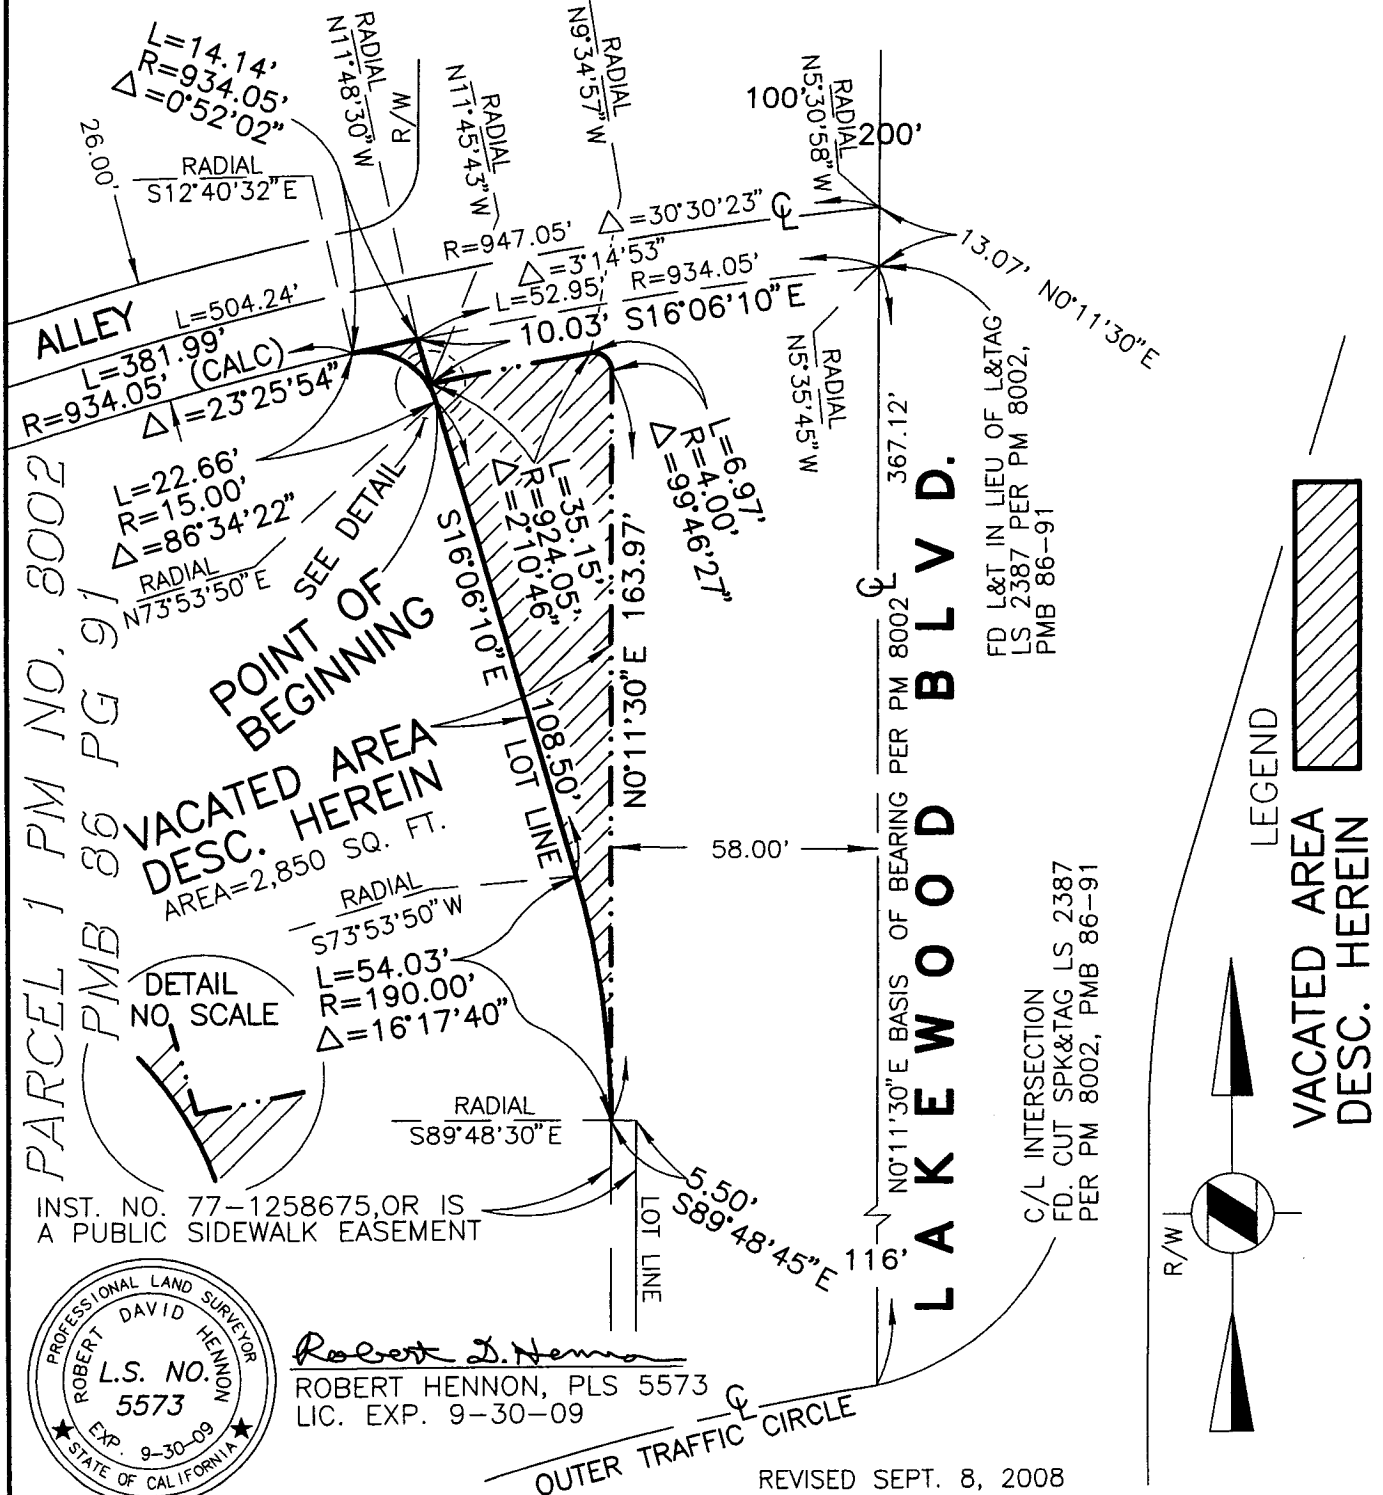 L=14.14'
R=934.05'
△=0°52'02"
RADIAL
N11°48'30"W
R/W
RADIAL
N11°45'43"W
RADIAL
N9°34'57"W
RADIAL
N5°30'58"W
100'
200'
26.00'
RADIAL
S12°40'32"E
R=947.05' △=30°30'23" ℄
△=3°14'53"
L=52.95' R=934.05'
10.03' S16°06'10"E
13.07' N0°11'30"E
ALLEY L=504.24'
L=381.99'
R=934.05' (CALC)
△=23°25'54"
RADIAL
N5°35'45"W
367.12'
FD L&T IN LIEU OF L&TAG
LS 2387 PER PM 8002,
PMB 86-91
L=22.66'
R=15.00'
△=86°34'22"
RADIAL
N73°53'50"E
SEE DETAIL
L=35.15'
R=924.05'
△=2°10'46"
L=6.97'
R=4.00'
△=99°46'27"
POINT OF
BEGINNING
S16°06'10"E 108.50'
LOT LINE
N0°11'30"E 163.97'
VACATED AREA
DESC. HEREIN
AREA=2,850 SQ. FT.
PARCEL 1 PM NO. 8002
PMB 86 PG 91
58.00'
℄
N0°11'30"E BASIS OF BEARING PER PM 8002
LAKEWOOD BLVD.
RADIAL
S73°53'50"W
L=54.03'
R=190.00'
△=16°17'40"
DETAIL
NO SCALE
RADIAL
S89°48'30"E
5.50'
S89°48'45"E
116'
LOT LINE
INST. NO. 77-1258675,OR IS
A PUBLIC SIDEWALK EASEMENT
C/L INTERSECTION
FD. CUT SPK&TAG LS 2387
PER PM 8002, PMB 86-91
LEGEND
VACATED AREA
DESC. HEREIN
R/W
PROFESSIONAL LAND SURVEYOR
ROBERT DAVID HENNON
L.S. NO.
5573
EXP. 9-30-09
STATE OF CALIFORNIA
Robert D. Hennon
ROBERT HENNON, PLS 5573
LIC. EXP. 9-30-09
℄
OUTER TRAFFIC CIRCLE
REVISED SEPT. 8, 2008